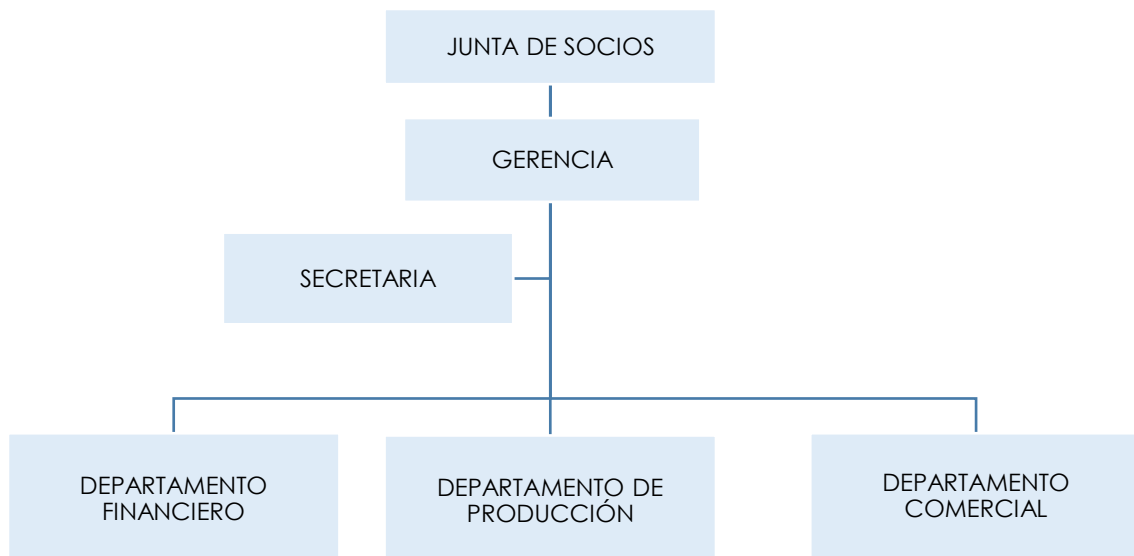 JUNTA DE SOCIOS
GERENCIA
SECRETARIA
DEPARTAMENTO
FINANCIERO
DEPARTAMENTO DE
PRODUCCIÓN
DEPARTAMENTO
COMERCIAL